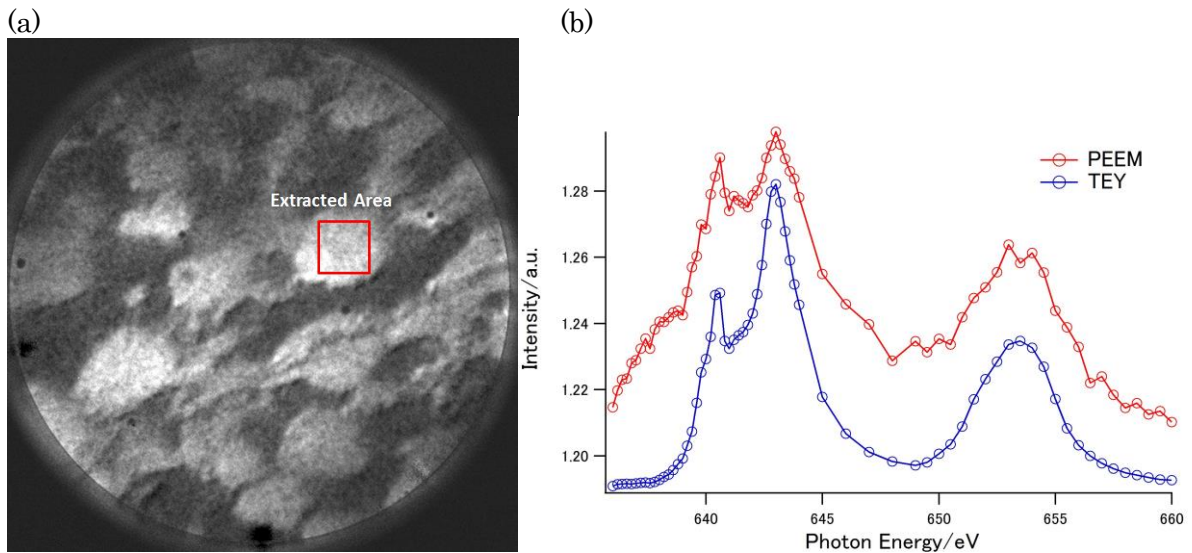 (a)
(b)
Extracted Area
PEEM
TEY
Intensity/a.u.
1.28
1.26
1.24
1.22
1.20
640
645
650
655
660
Photon Energy/eV